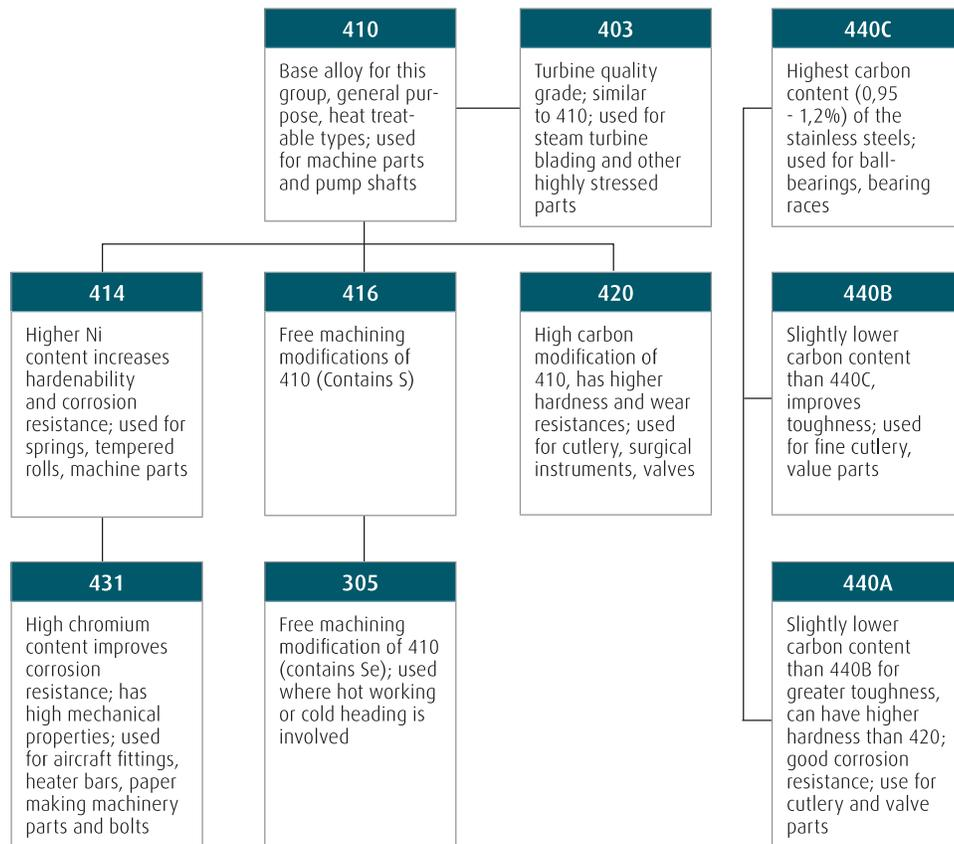 410
Base alloy for this
group, general pur-
pose, heat treat-
able types; used
for machine parts
and pump shafts
403
Turbine quality
grade; similar
to 410; used for
steam turbine
blading and other
highly stressed
parts
440C
Highest carbon
content (0,95
- 1,2%) of the
stainless steels;
used for ball-
bearings, bearing
races
414
Higher Ni
content increases
hardenability
and corrosion
resistance; used for
springs, tempered
rolls, machine parts
416
Free machining
modifications of
410 (Contains S)
420
High carbon
modification of
410, has higher
hardness and wear
resistances; used
for cutlery, surgical
instruments, valves
440B
Slightly lower
carbon content
than 440C,
improves
toughness; used
for fine cutlery,
value parts
431
High chromium
content improves
corrosion
resistance; has
high mechanical
properties; used
for aircraft fittings,
heater bars, paper
making machinery
parts and bolts
305
Free machining
modification of 410
(contains Se); used
where hot working
or cold heading is
involved
440A
Slightly lower
carbon content
than 440B for
greater toughness,
can have higher
hardness than 420;
good corrosion
resistance; use for
cutlery and valve
parts